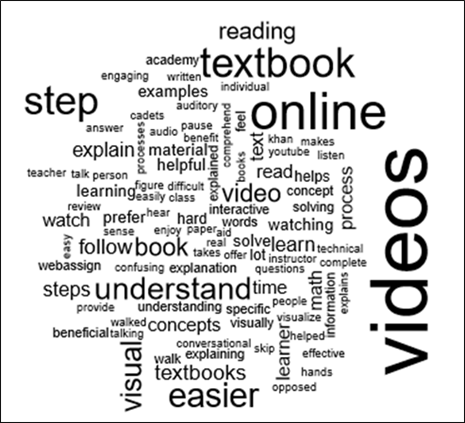 reading
academy textbook
engaging written individual
step examples online
cadets auditory feel
answer audio pause comprehend text khan makes
explain processes material benefit youtube listen
teacher talk person helpful explained books read helps process
learning figure difficult video concept
review easily class interactive solving
watch prefer hear hard words watching
sense enjoy paper aid
easy follow book real solve learn technical
takes offer lot instructor complete
webassign confusing explanation questions
steps understand time math information explains
provide understanding specific people
walked concepts visually visualize
beneficial talking learner helped
visual conversational skip effective
walk explaining hands
textbooks opposed
easier
videos